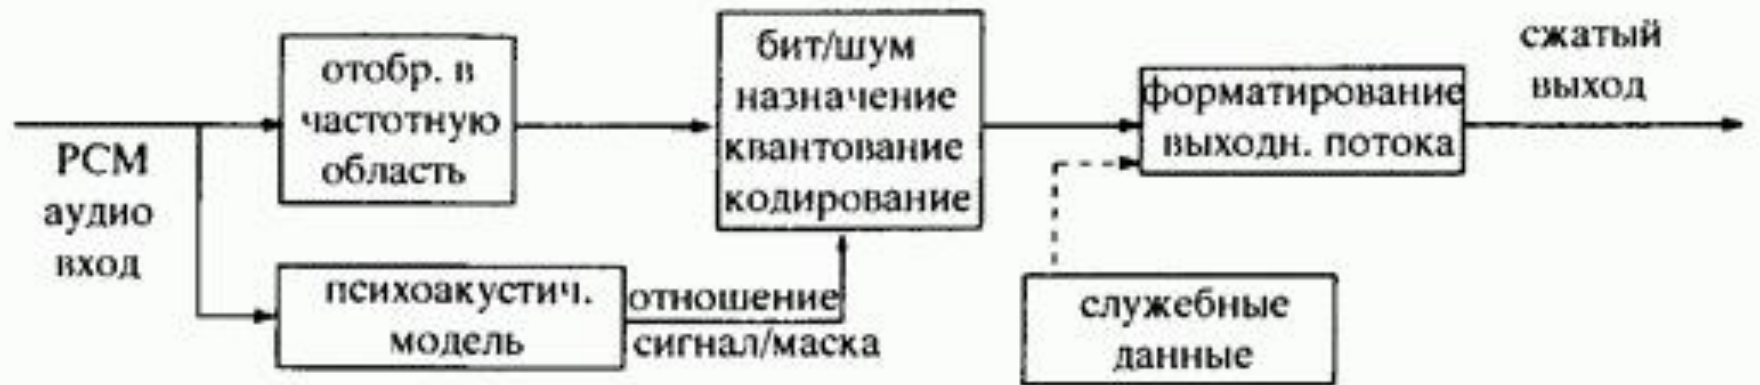 PCM
аудио
вход
отобр. в
частотную
область
психоакустич.
модель
отношение
сигнал/маска
бит/шум
назначение
квантование
кодирование
форматирование
выходн. потока
служебные
данные
сжатый
выход